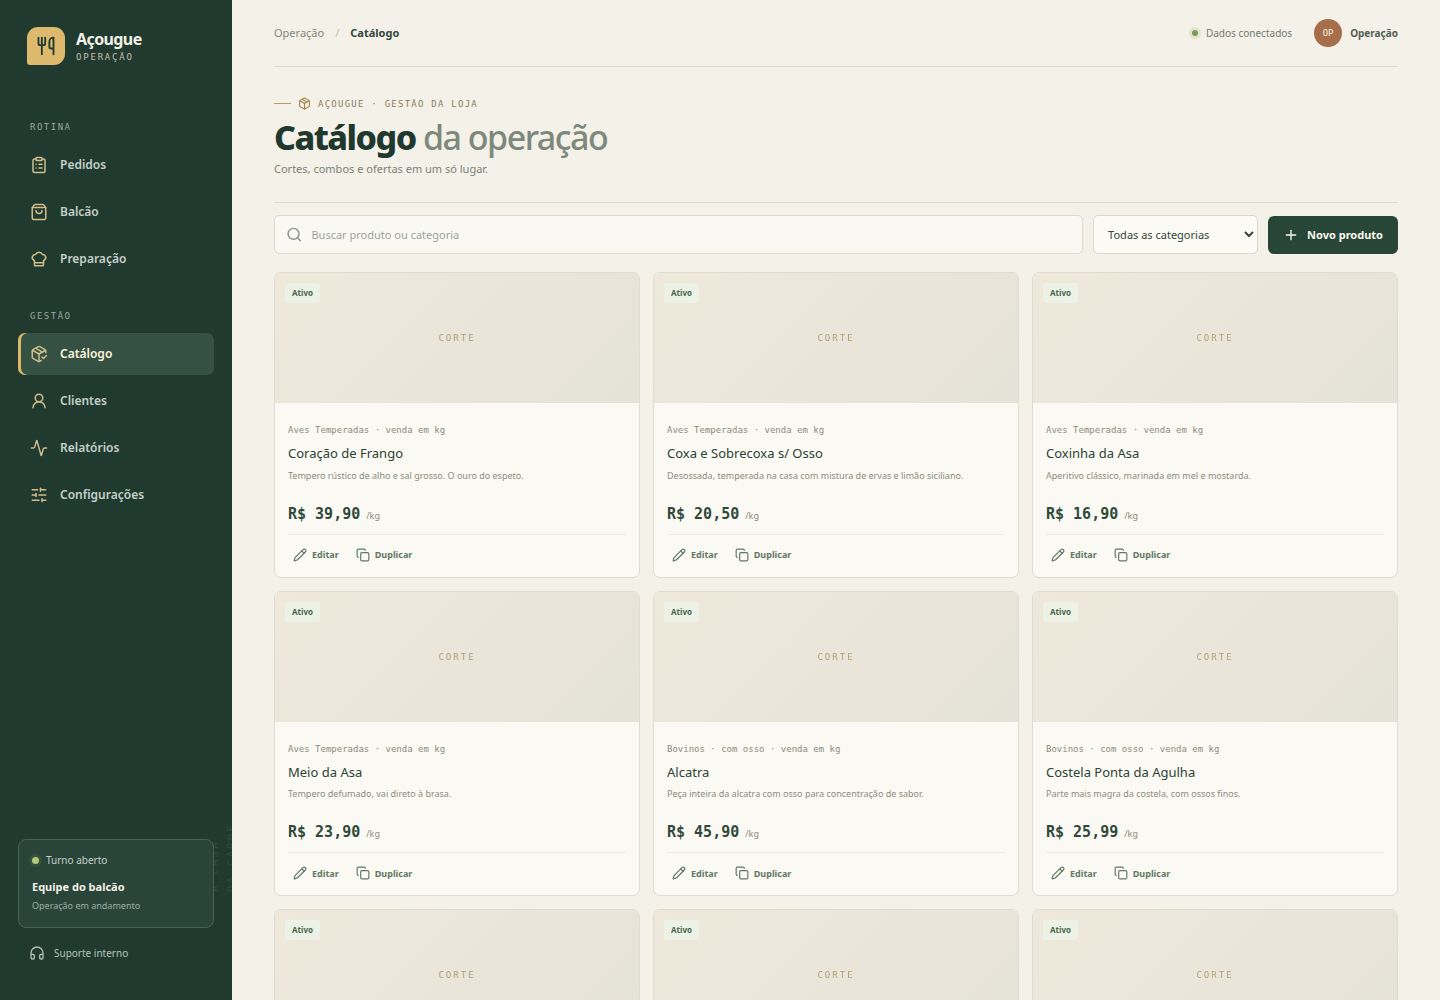 Açougue
OPERAÇÃO
ROTINA
Pedidos
Balcão
Preparação
GESTÃO
Catálogo
Clientes
Relatórios
Configurações
Turno aberto
Equipe do balcão
Operação em andamento
Suporte interno
Operação / Catálogo
Dados conectados
OP Operação
AÇOUGUE · GESTÃO DA LOJA
Catálogo da operação
Cortes, combos e ofertas em um só lugar.
Buscar produto ou categoria
Todas as categorias
Novo produto
Ativo
CORTE
Aves Temperadas · venda em kg
Coração de Frango
Tempero rústico de alho e sal grosso. O ouro do espeto.
R$ 39,90 /kg
Editar Duplicar
Ativo
CORTE
Aves Temperadas · venda em kg
Coxa e Sobrecoxa s/ Osso
Desossada, temperada na casa com mistura de ervas e limão siciliano.
R$ 20,50 /kg
Editar Duplicar
Ativo
CORTE
Aves Temperadas · venda em kg
Coxinha da Asa
Aperitivo clássico, marinada em mel e mostarda.
R$ 16,90 /kg
Editar Duplicar
Ativo
CORTE
Aves Temperadas · venda em kg
Meio da Asa
Tempero defumado, vai direto à brasa.
R$ 23,90 /kg
Editar Duplicar
Ativo
CORTE
Bovinos · com osso · venda em kg
Alcatra
Peça inteira da alcatra com osso para concentração de sabor.
R$ 45,90 /kg
Editar Duplicar
Ativo
CORTE
Bovinos · com osso · venda em kg
Costela Ponta da Agulha
Parte mais magra da costela, com ossos finos.
R$ 25,99 /kg
Editar Duplicar
Ativo
CORTE
Ativo
CORTE
Ativo
CORTE